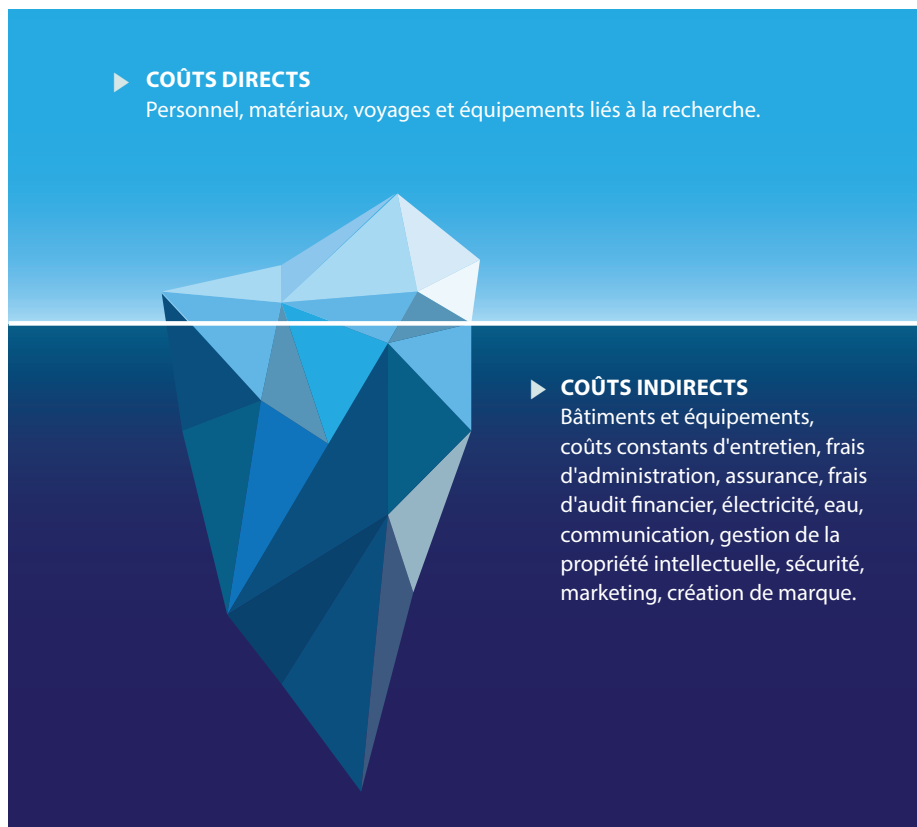 COÛTS DIRECTS
Personnel, matériaux, voyages et équipements liés à la recherche.
COÛTS INDIRECTS
Bâtiments et équipements,
coûts constants d'entretien, frais
d'administration, assurance, frais
d'audit financier, électricité, eau,
communication, gestion de la
propriété intellectuelle, sécurité,
marketing, création de marque.